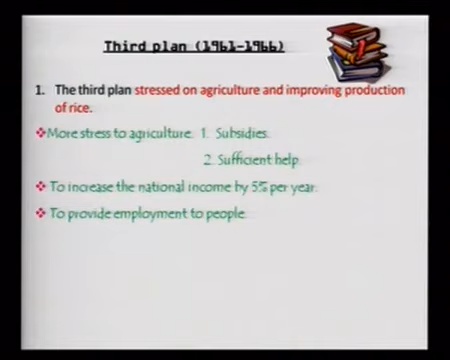 Third plan (1961-1966)
1. The third plan stressed on agriculture and improving production
of rice.
More stress to agriculture. 1. Subsidies.
2. Sufficient help.
To increase the national income by 5% per year.
To provide employment to people.